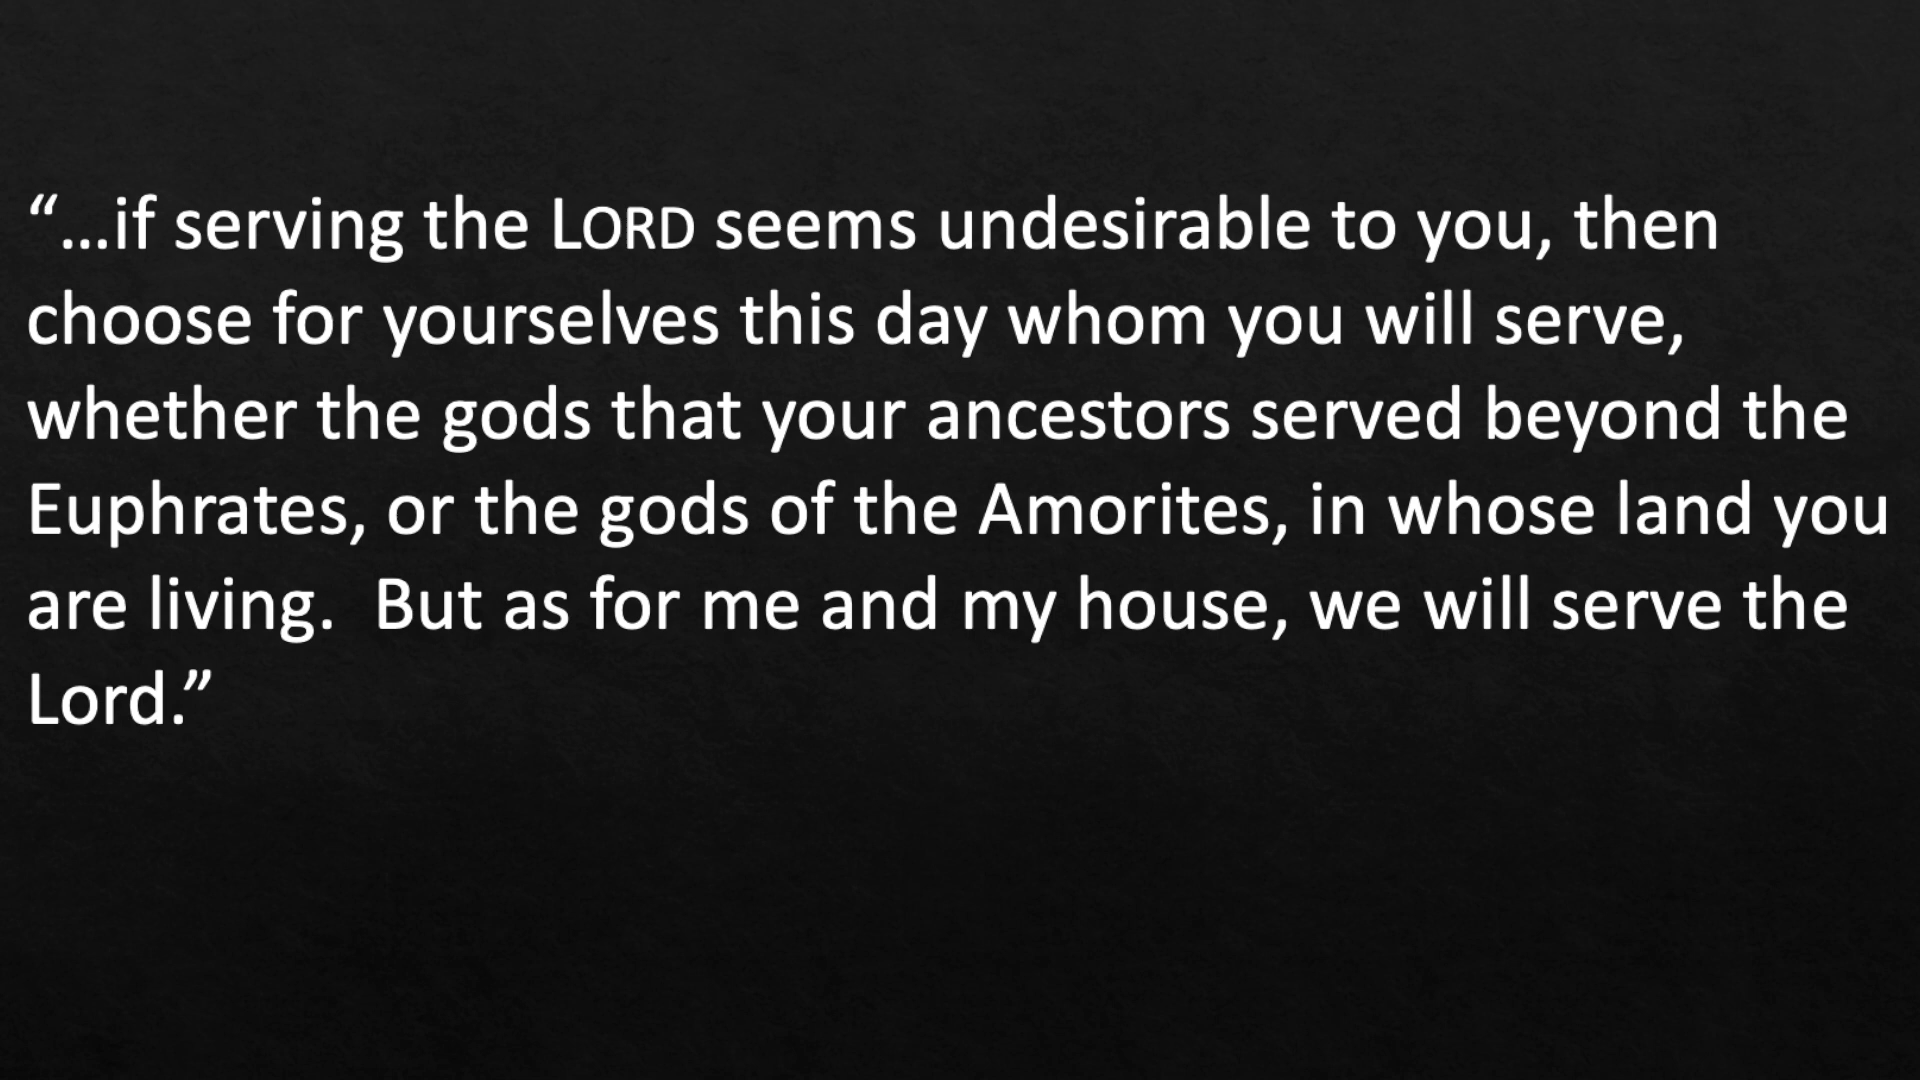 “…if serving the LORD seems undesirable to you, then
choose for yourselves this day whom you will serve,
whether the gods that your ancestors served beyond the
Euphrates, or the gods of the Amorites, in whose land you
are living.  But as for me and my house, we will serve the
Lord.”